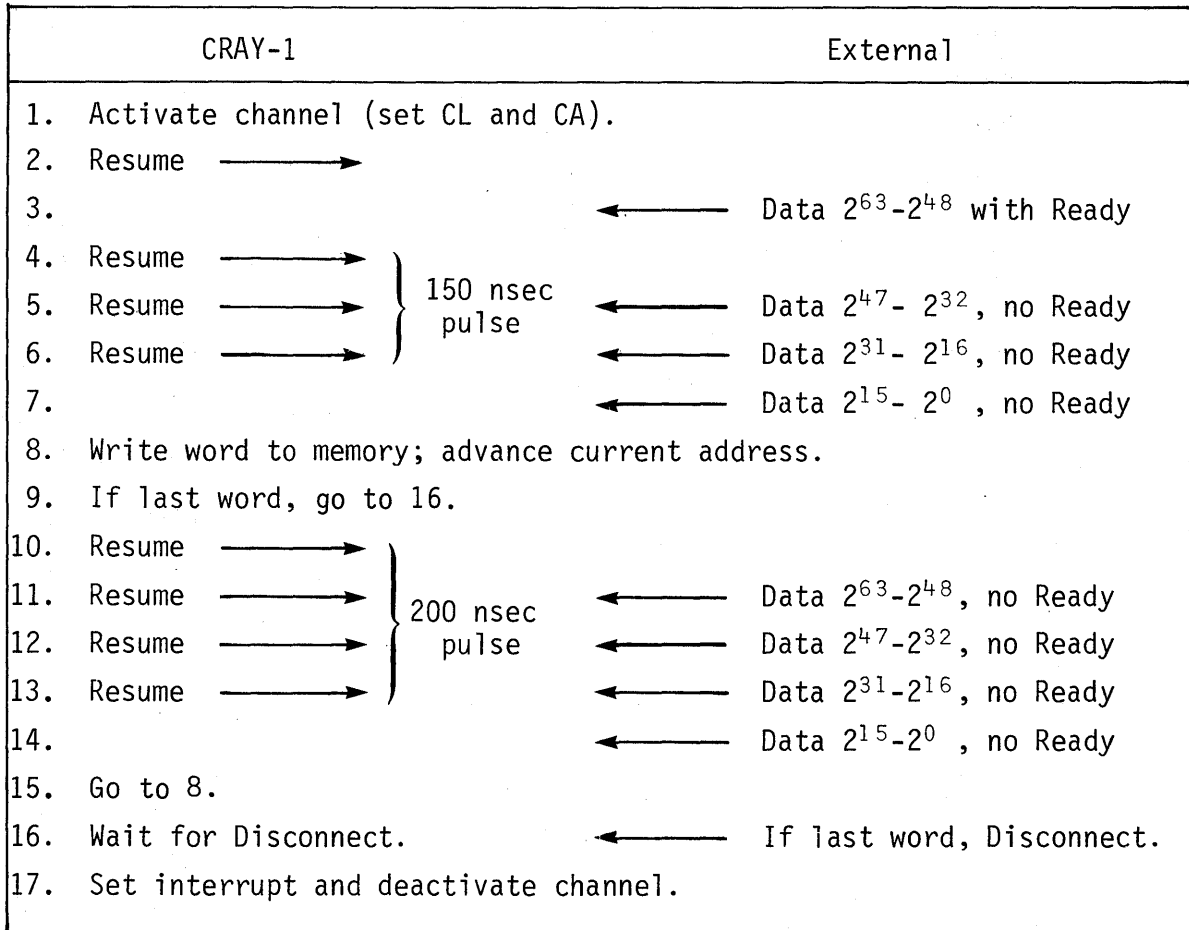 CRAY-1 External
1. Activate channel (set CL and CA).
2. Resume
3. Data 2⁶³-2⁴⁸ with Ready
4. Resume
5. Resume 150 nsec pulse Data 2⁴⁷- 2³², no Ready
6. Resume Data 2³¹- 2¹⁶, no Ready
7. Data 2¹⁵- 2⁰ , no Ready
8. Write word to memory; advance current address.
9. If last word, go to 16.
10. Resume
11. Resume 200 nsec pulse Data 2⁶³-2⁴⁸, no Ready
12. Resume Data 2⁴⁷-2³², no Ready
13. Resume Data 2³¹-2¹⁶, no Ready
14. Data 2¹⁵-2⁰ , no Ready
15. Go to 8.
16. Wait for Disconnect. If last word, Disconnect.
17. Set interrupt and deactivate channel.